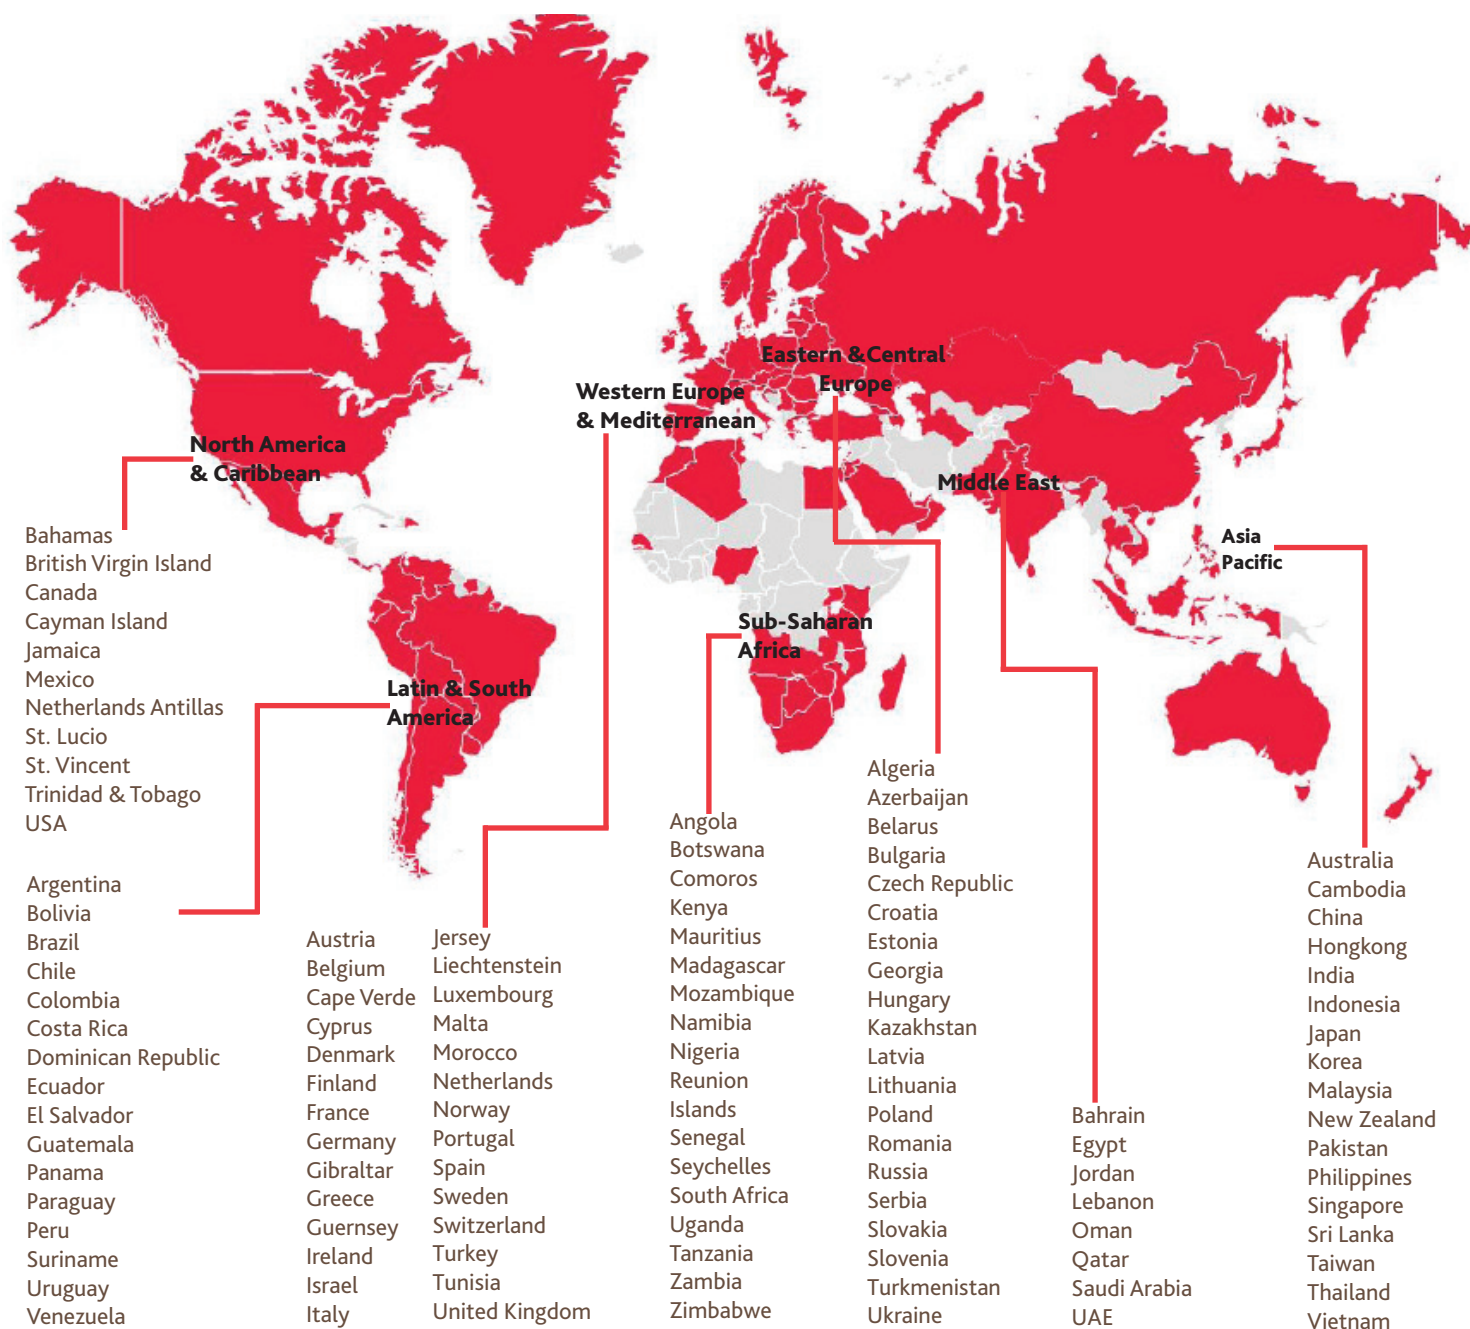 Eastern &Central
Europe
Western Europe
& Mediterranean
North America
& Caribbean
Middle East
Asia
Pacific
Sub-Saharan
Africa
Latin & South
America
Bahamas
British Virgin Island
Canada
Cayman Island
Jamaica
Mexico
Netherlands Antillas
St. Lucio
St. Vincent
Trinidad & Tobago
USA
Argentina
Bolivia
Brazil
Chile
Colombia
Costa Rica
Dominican Republic
Ecuador
El Salvador
Guatemala
Panama
Paraguay
Peru
Suriname
Uruguay
Venezuela
Austria
Belgium
Cape Verde
Cyprus
Denmark
Finland
France
Germany
Gibraltar
Greece
Guernsey
Ireland
Israel
Italy
Jersey
Liechtenstein
Luxembourg
Malta
Morocco
Netherlands
Norway
Portugal
Spain
Sweden
Switzerland
Turkey
Tunisia
United Kingdom
Angola
Botswana
Comoros
Kenya
Mauritius
Madagascar
Mozambique
Namibia
Nigeria
Reunion
Islands
Senegal
Seychelles
South Africa
Uganda
Tanzania
Zambia
Zimbabwe
Algeria
Azerbaijan
Belarus
Bulgaria
Czech Republic
Croatia
Estonia
Georgia
Hungary
Kazakhstan
Latvia
Lithuania
Poland
Romania
Russia
Serbia
Slovakia
Slovenia
Turkmenistan
Ukraine
Bahrain
Egypt
Jordan
Lebanon
Oman
Qatar
Saudi Arabia
UAE
Australia
Cambodia
China
Hongkong
India
Indonesia
Japan
Korea
Malaysia
New Zealand
Pakistan
Philippines
Singapore
Sri Lanka
Taiwan
Thailand
Vietnam